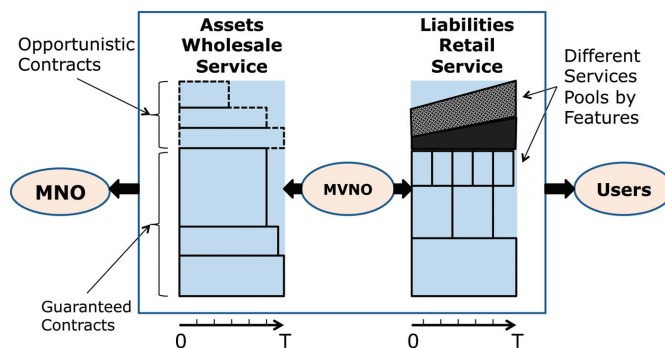 Assets
Wholesale
Service
Liabilities
Retail
Service
Opportunistic
Contracts
Different
Services
Pools by
Features
MNO
MVNO
Users
Guaranteed
Contracts
0 T
0 T